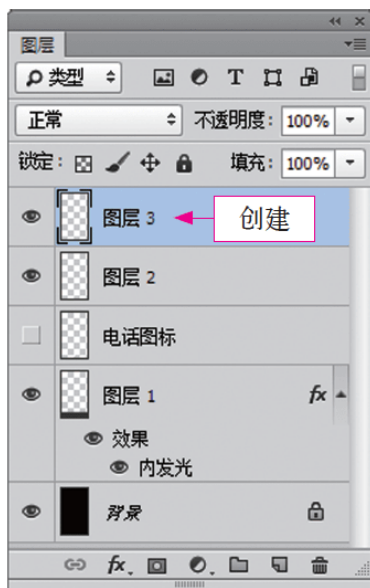 图层
类型 T
正常 不透明度: 100%
锁定: 填充: 100%
图层 3 创建
图层 2
电话图标
图层 1 fx
效果
内发光
背景
fx.